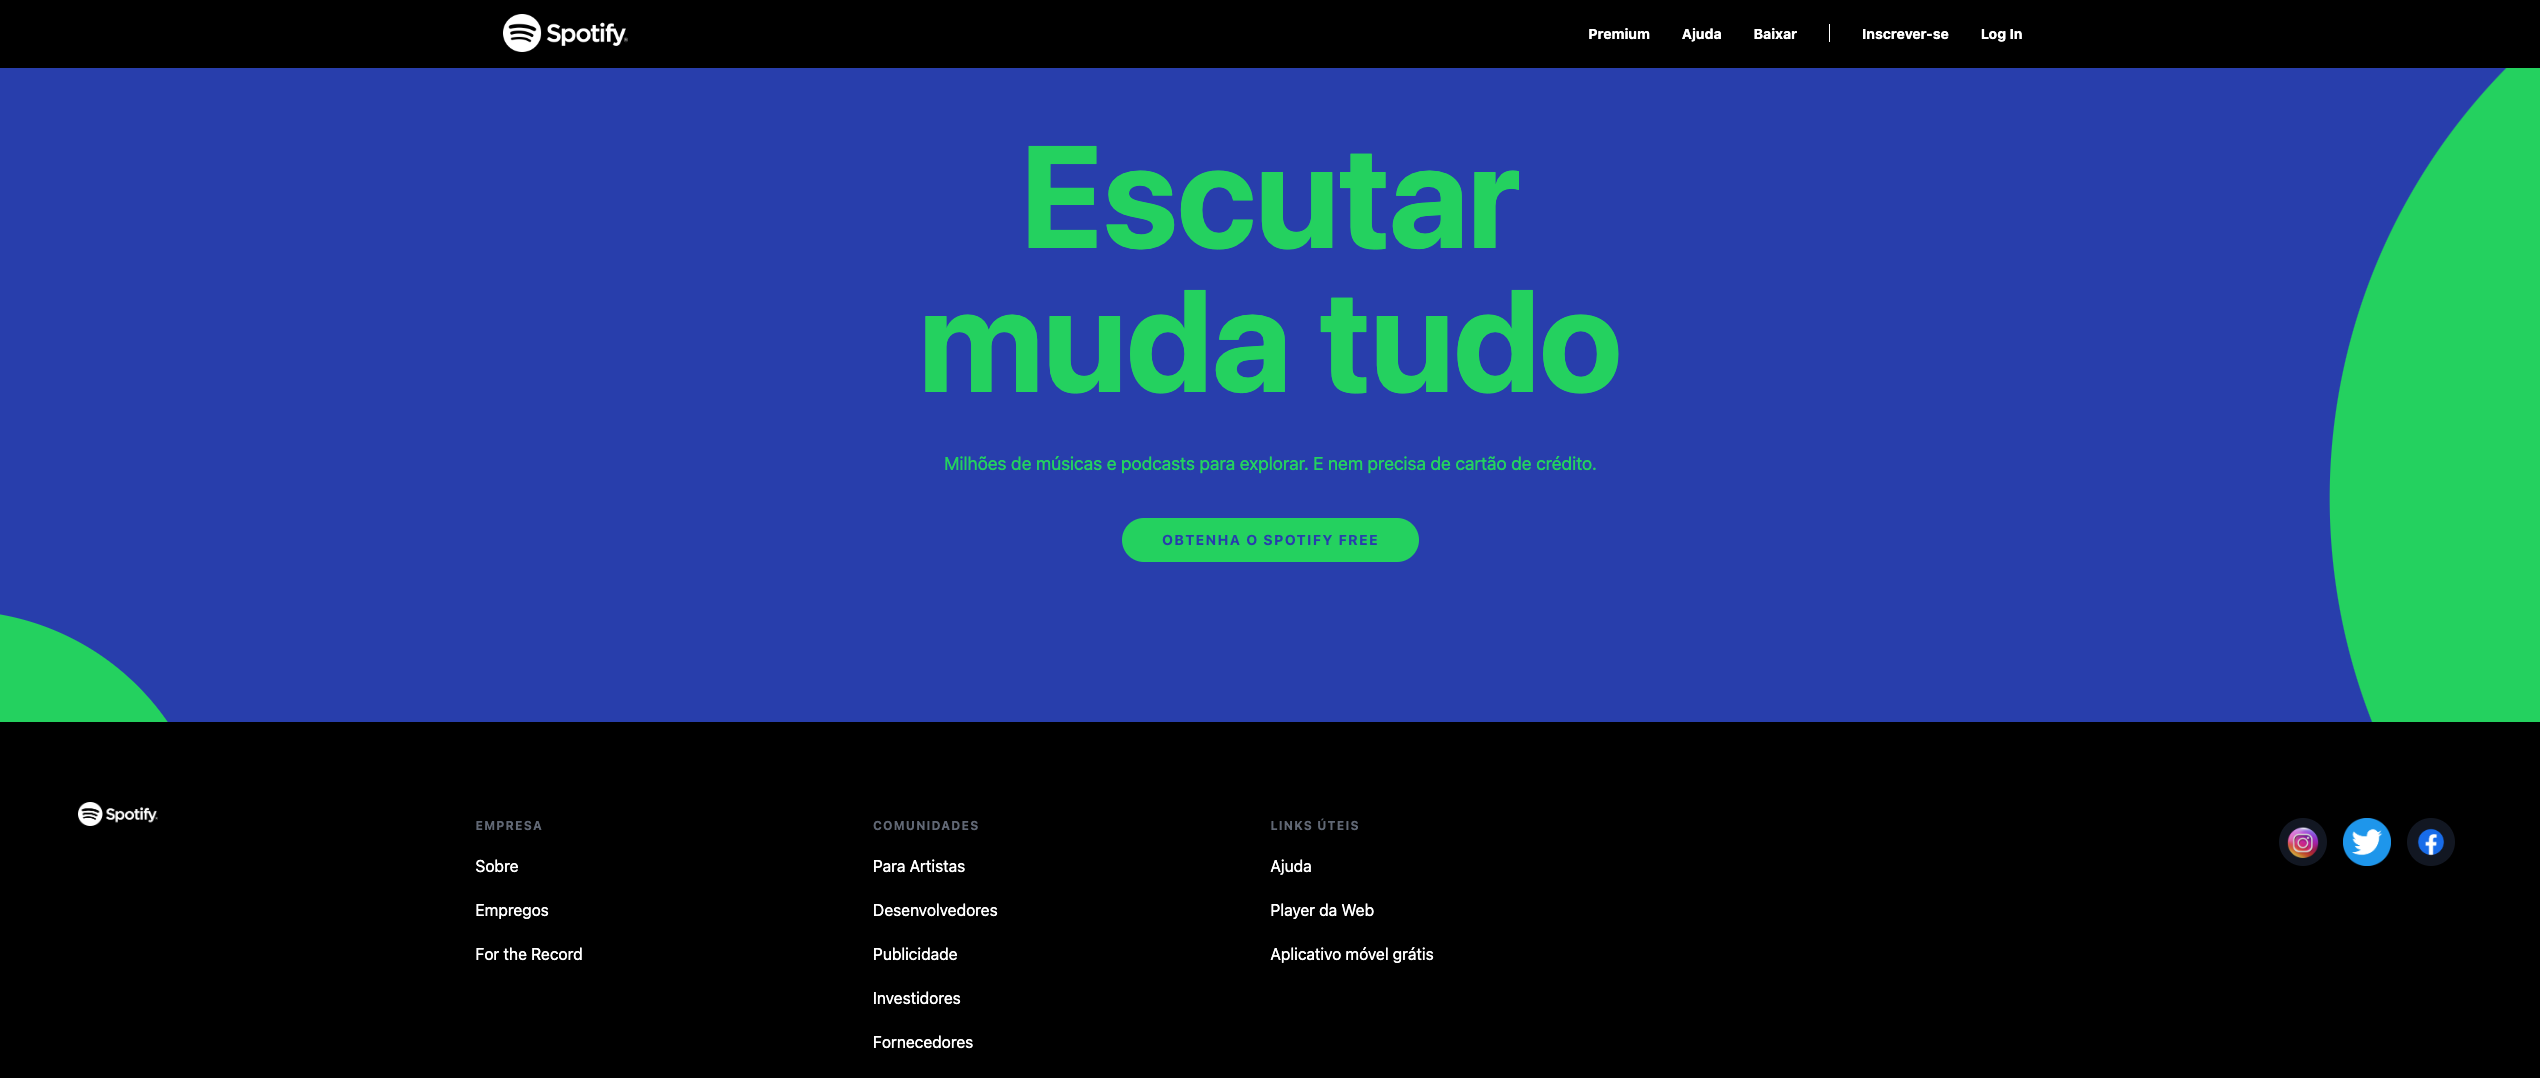 Spotify®
Premium
Ajuda
Baixar
Inscrever-se
Log In
Escutar
muda tudo
Milhões de músicas e podcasts para explorar. E nem precisa de cartão de crédito.
OBTENHA O SPOTIFY FREE
Spotify®
EMPRESA
Sobre
Empregos
For the Record
COMUNIDADES
Para Artistas
Desenvolvedores
Publicidade
Investidores
Fornecedores
LINKS ÚTEIS
Ajuda
Player da Web
Aplicativo móvel grátis